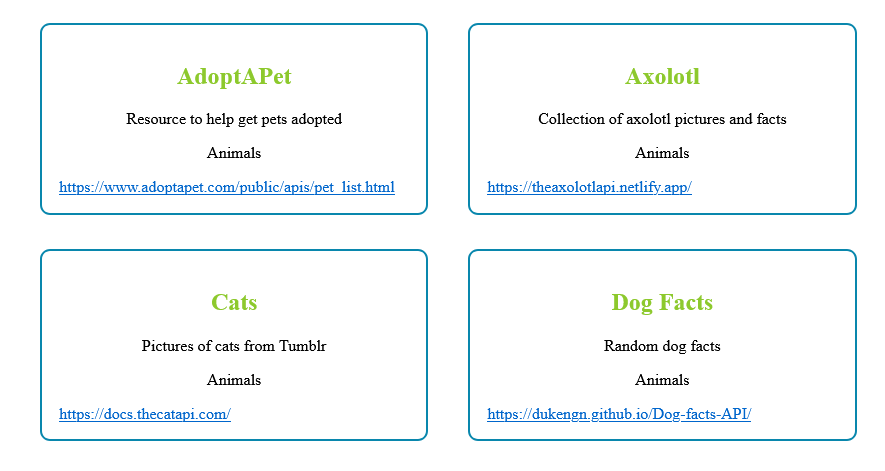 AdoptAPet
Resource to help get pets adopted
Animals
https://www.adoptapet.com/public/apis/pet_list.html
Axolotl
Collection of axolotl pictures and facts
Animals
https://theaxolotlapi.netlify.app/
Cats
Pictures of cats from Tumblr
Animals
https://docs.thecatapi.com/
Dog Facts
Random dog facts
Animals
https://dukengn.github.io/Dog-facts-API/